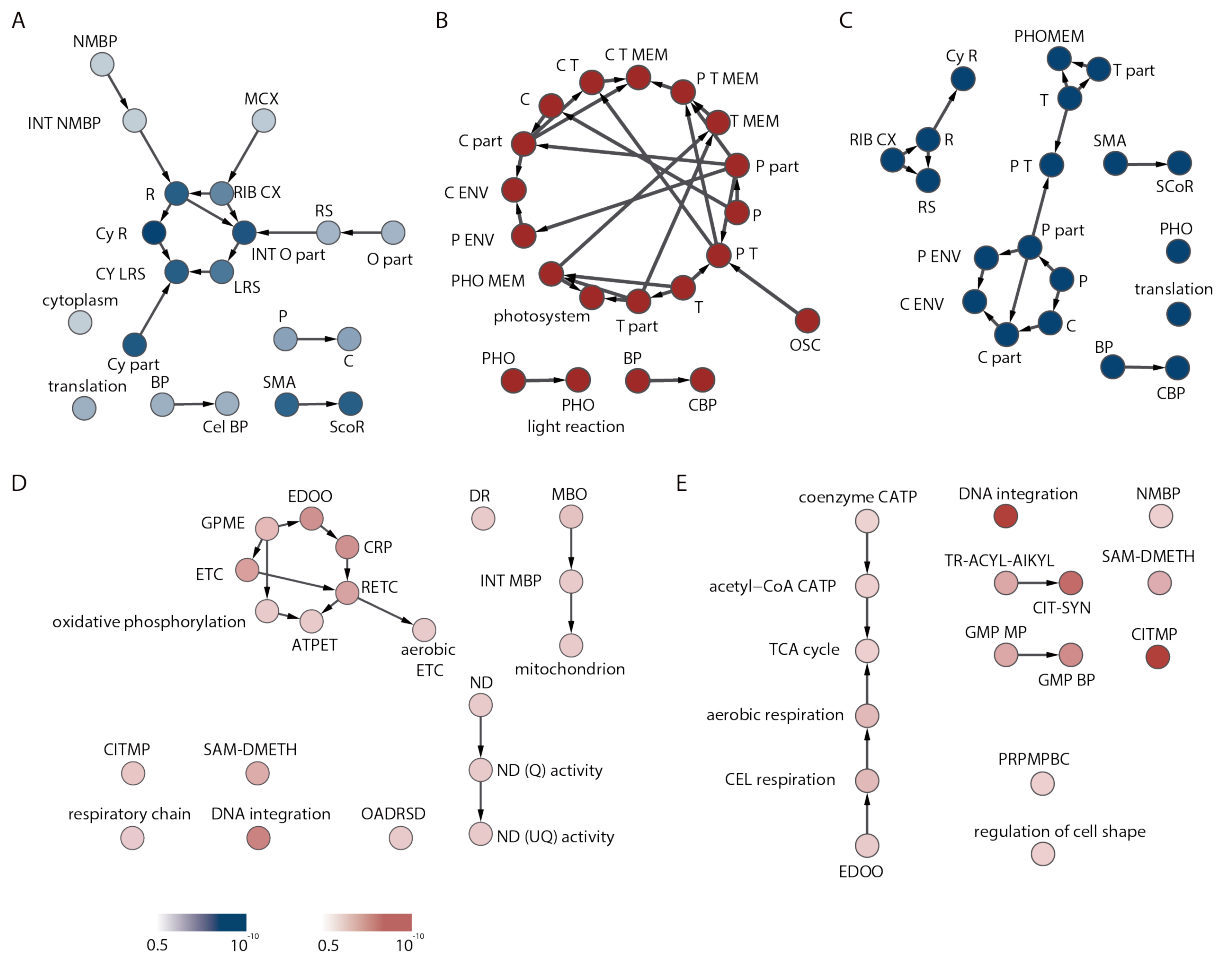 A
NMBP
INT NMBP
MCX
R
RIB CX
RS
Cy R
INT O part
O part
CY LRS
LRS
cytoplasm
P
Cy part
C
translation
BP
SMA
Cel BP
ScoR
B
C T MEM
C T
P T MEM
C
T MEM
C part
P part
C ENV
P
P ENV
P T
PHO MEM
T
photosystem
T part
OSC
PHO
BP
PHO
light reaction
CBP
C
PHOMEM
Cy R
T part
T
RIB CX
R
SMA
P T
SCoR
RS
P part
PHO
P ENV
P
C ENV
translation
C
C part
BP
CBP
D
EDOO
GPME
DR
MBO
CRP
ETC
RETC
INT MBP
oxidative phosphorylation
ATPET
aerobic
ETC
mitochondrion
ND
CITMP
SAM-DMETH
ND (Q) activity
respiratory chain
DNA integration
OADRSD
ND (UQ) activity
E
coenzyme CATP
DNA integration
NMBP
acetyl–CoA CATP
TR-ACYL-AIKYL
SAM-DMETH
CIT-SYN
TCA cycle
GMP MP
CITMP
GMP BP
aerobic respiration
CEL respiration
PRPMPBC
regulation of cell shape
EDOO
0.5
10-10
0.5
10-10